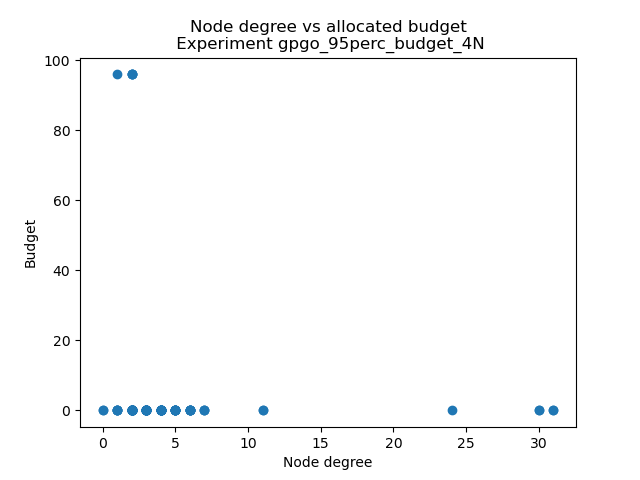 Node degree vs allocated budget
Experiment gpgo_95perc_budget_4N
100
80
60
40
20
0
Budget
0 5 10 15 20 25 30
Node degree